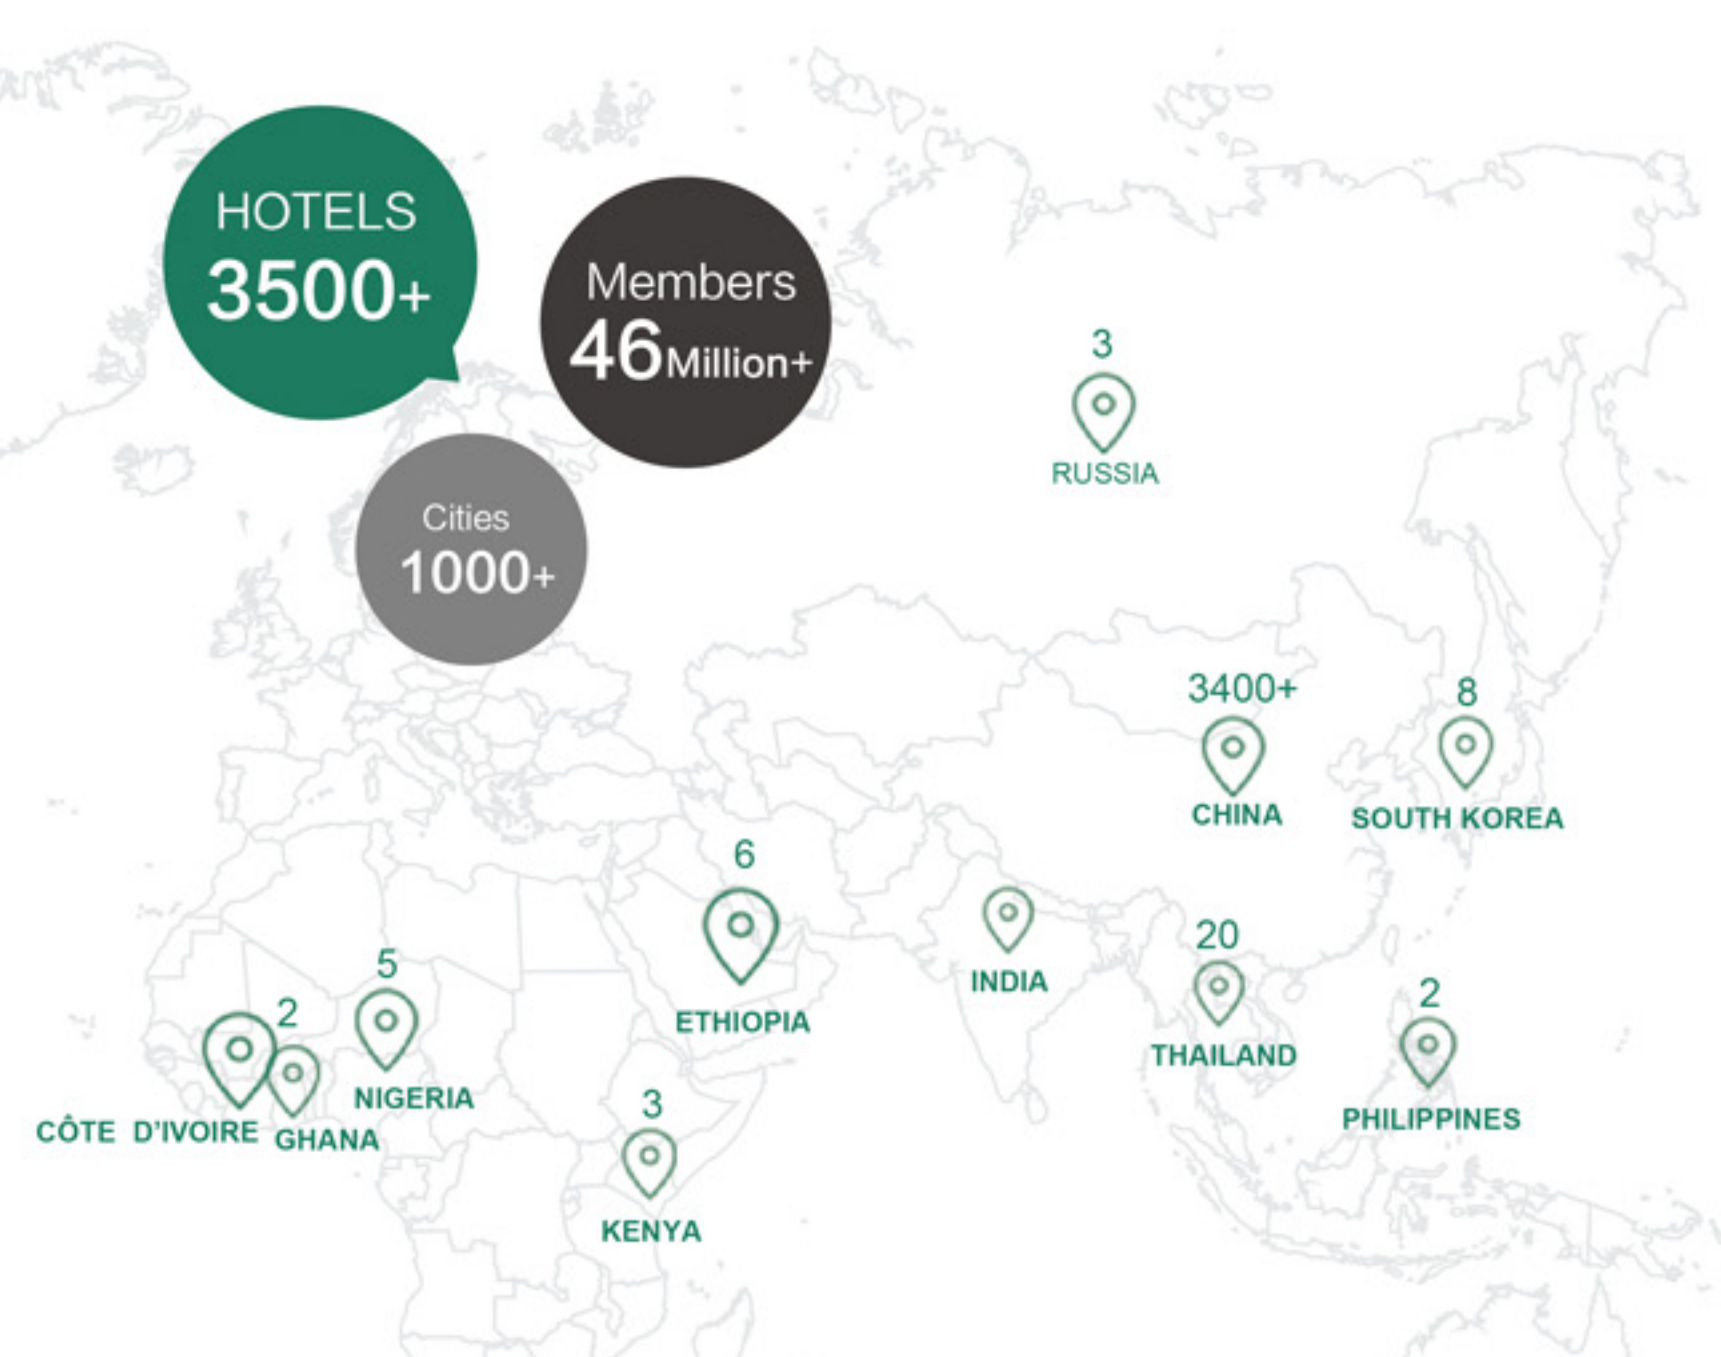 HOTELS
3500+
Members
46Million+
Cities
1000+
3
RUSSIA
3400+
CHINA
8
SOUTH KOREA
6
ETHIOPIA
INDIA
20
THAILAND
2
PHILIPPINES
5
NIGERIA
2
CÔTE D’IVOIRE
GHANA
3
KENYA